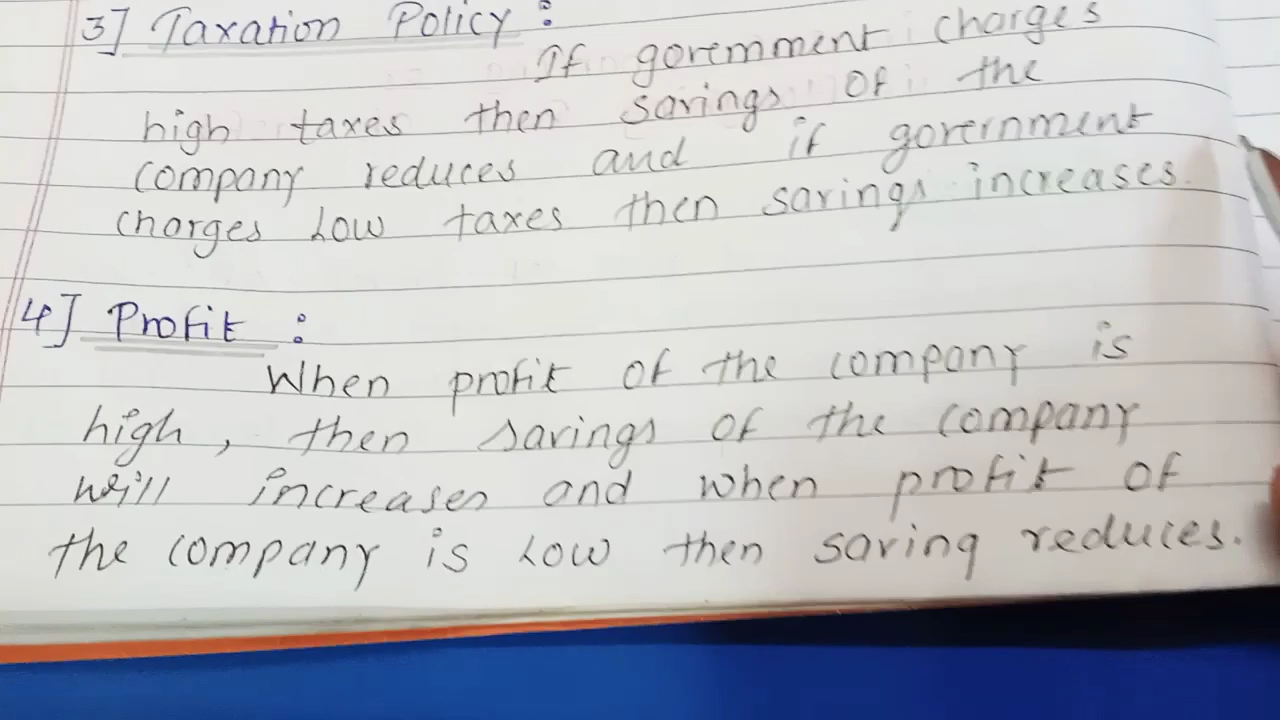 3] Taxation Policy :
If government charges
high taxes then savings of the
company reduces and if government
charges Low taxes then savings increases.
4] Profit :
When profit of the company is
high, then savings of the company
will increases and when profit of
the company is Low then saving reduces.